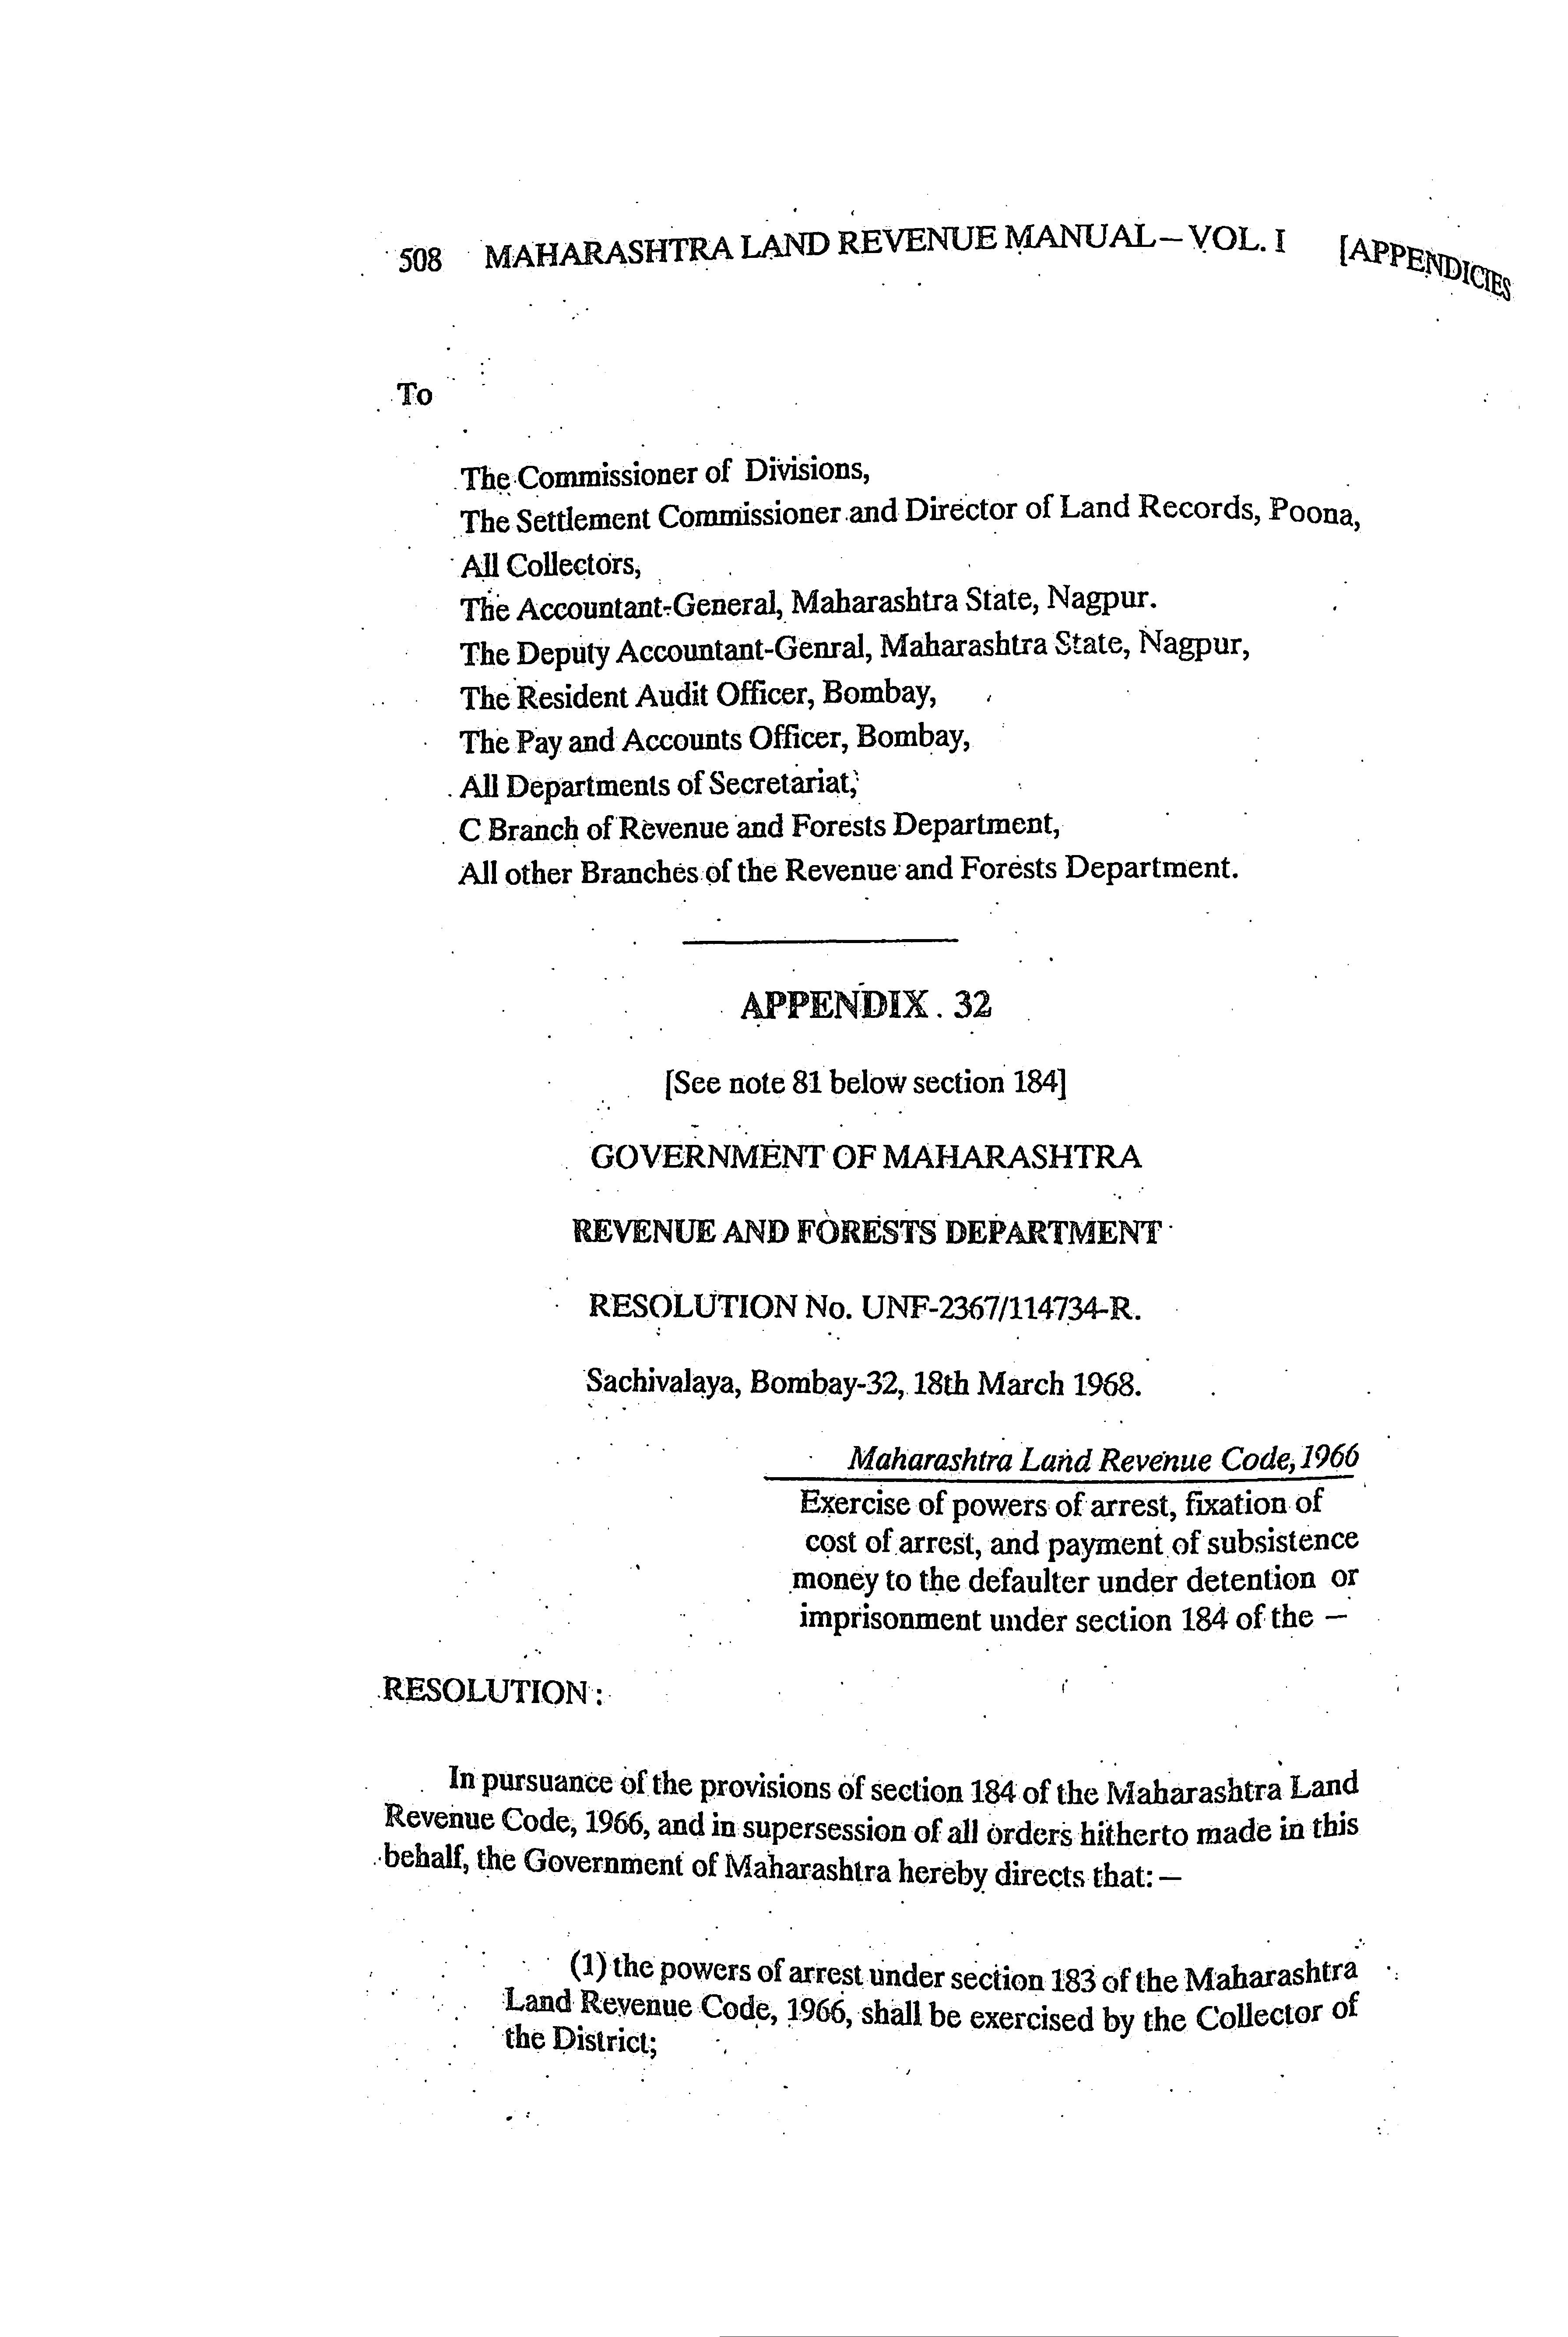 508 MAHARASHTRA LAND REVENUE MANUAL – VOL. I [APPENDICIES
To
The Commissioner of Divisions,
The Settlement Commissioner and Director of Land Records, Poona,
All Collectors,
The Accountant-General, Maharashtra State, Nagpur.
The Deputy Accountant-Genral, Maharashtra State, Nagpur,
The Resident Audit Officer, Bombay,
The Pay and Accounts Officer, Bombay,
All Departments of Secretariat,
C Branch of Revenue and Forests Department,
All other Branches of the Revenue and Forests Department.
APPENDIX. 32
[See note 81 below section 184]
GOVERNMENT OF MAHARASHTRA
REVENUE AND FORESTS DEPARTMENT
RESOLUTION No. UNF-2367/114734-R.
Sachivalaya, Bombay-32, 18th March 1968.
Maharashtra Land Revenue Code, 1966
Exercise of powers of arrest, fixation of
cost of arrest, and payment of subsistence
money to the defaulter under detention or
imprisonment under section 184 of the –
RESOLUTION :
In pursuance of the provisions of section 184 of the Maharashtra Land
Revenue Code, 1966, and in supersession of all orders hitherto made in this
behalf, the Government of Maharashtra hereby directs that: –
(1) the powers of arrest under section 183 of the Maharashtra
Land Revenue Code, 1966, shall be exercised by the Collector of
the District;